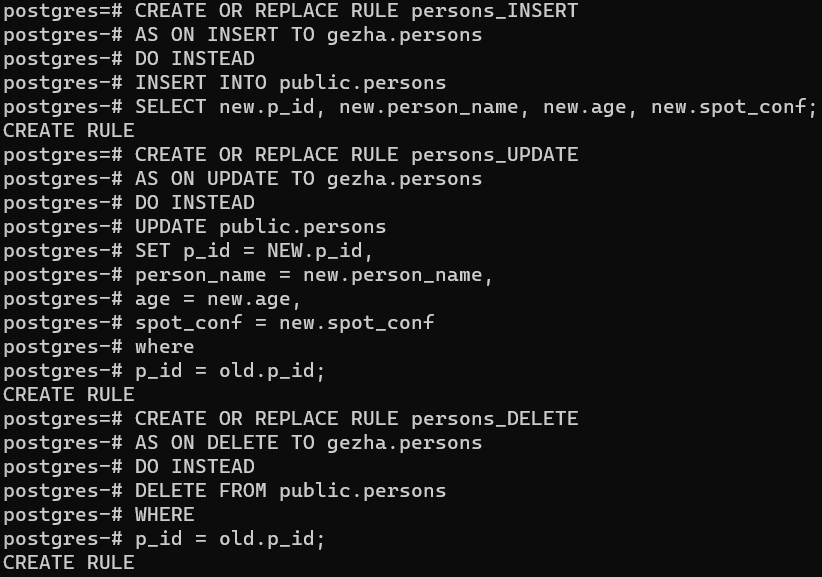 postgres=# CREATE OR REPLACE RULE persons_INSERT
postgres-# AS ON INSERT TO gezha.persons
postgres-# DO INSTEAD
postgres-# INSERT INTO public.persons
postgres-# SELECT new.p_id, new.person_name, new.age, new.spot_conf;
CREATE RULE
postgres=# CREATE OR REPLACE RULE persons_UPDATE
postgres-# AS ON UPDATE TO gezha.persons
postgres-# DO INSTEAD
postgres-# UPDATE public.persons
postgres-# SET p_id = NEW.p_id,
postgres-# person_name = new.person_name,
postgres-# age = new.age,
postgres-# spot_conf = new.spot_conf
postgres-# where
postgres-# p_id = old.p_id;
CREATE RULE
postgres=# CREATE OR REPLACE RULE persons_DELETE
postgres-# AS ON DELETE TO gezha.persons
postgres-# DO INSTEAD
postgres-# DELETE FROM public.persons
postgres-# WHERE
postgres-# p_id = old.p_id;
CREATE RULE